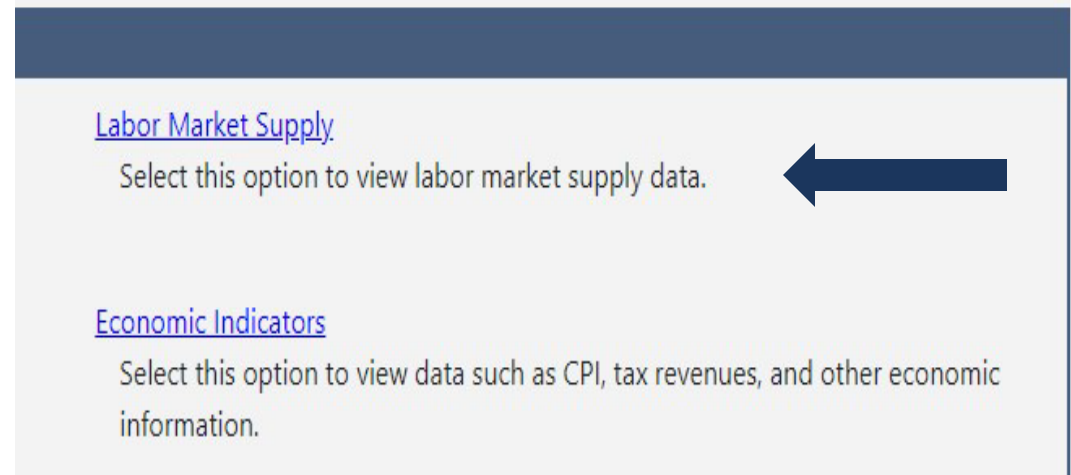 Labor Market Supply
Select this option to view labor market supply data.
Economic Indicators
Select this option to view data such as CPI, tax revenues, and other economic
information.